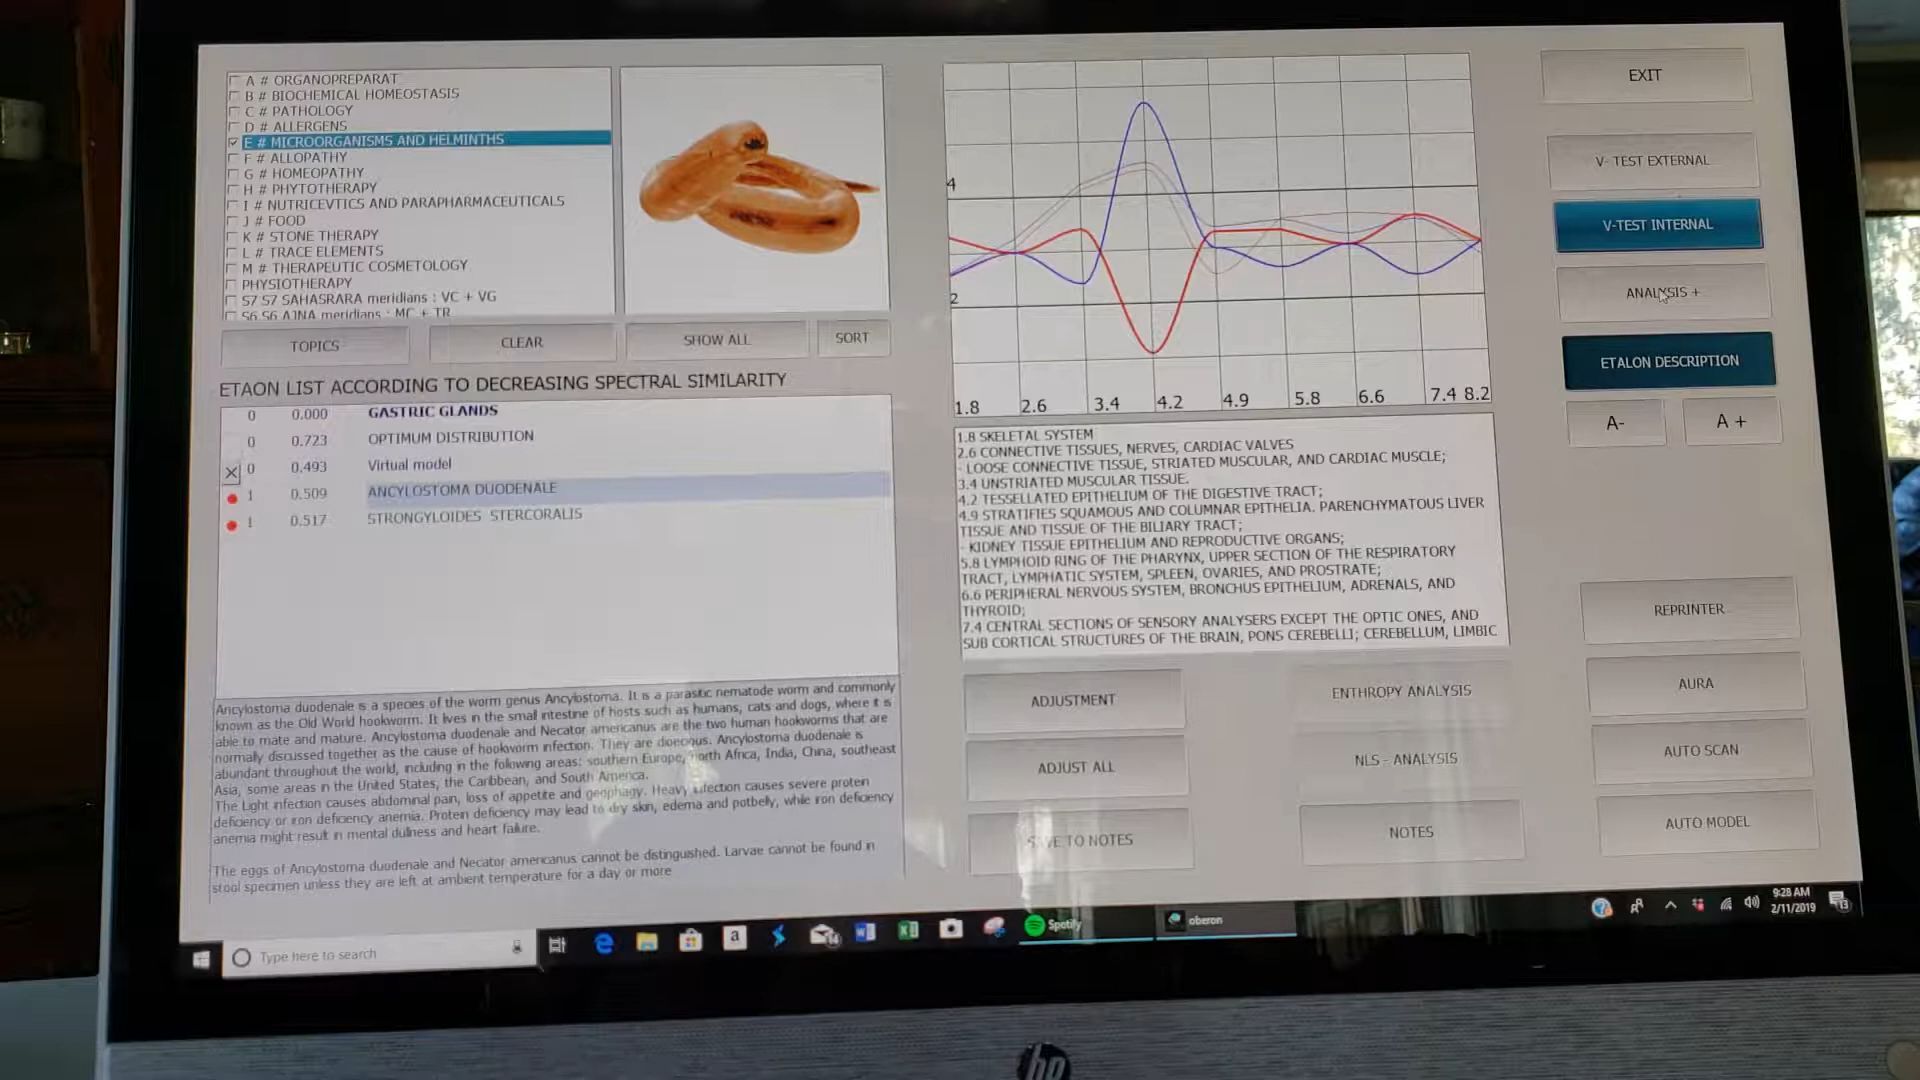 A # ORGANOPREPARAT
B # BIOCHEMICAL HOMEOSTASIS
C # PATHOLOGY
D # ALLERGENS
E # MICROORGANISMS AND HELMINTHS
F # ALLOPATHY
G # HOMEOPATHY
H # PHYTOTHERAPY
I # NUTRICEVTICS AND PARAPHARMACEUTICALS
J # FOOD
K # STONE THERAPY
L # TRACE ELEMENTS
M # THERAPEUTIC COSMETOLOGY
PHYSIOTHERAPY
S7 S7 SAHASRARA meridians : VC + VG
S6 S6 AJNA meridians : MC + TR
TOPICS
CLEAR
SHOW ALL
SORT
ETAON LIST ACCORDING TO DECREASING SPECTRAL SIMILARITY
0 0.000 GASTRIC GLANDS
0 0.723 OPTIMUM DISTRIBUTION
0 0.493 Virtual model
1 0.509 ANCYLOSTOMA DUODENALE
1 0.517 STRONGYLOIDES STERCORALIS
Ancylostoma duodenale is a species of the worm genus Ancylostoma. It is a parasitic nematode worm and commonly
known as the Old World hookworm. It lives in the small intestine of hosts such as humans, cats and dogs, where it is
able to mate and mature. Ancylostoma duodenale and Necator americanus are the two human hookworms that are
normally discussed together as the cause of hookworm infection. They are dioecious. Ancylostoma duodenale is
abundant throughout the world, including in the following areas: southern Europe, north Africa, India, China, southeast
Asia, some areas in the United States, the Caribbean, and South America.
The Light infection causes abdominal pain, loss of appetite and geophagy. Heavy infection causes severe protein
deficiency or iron deficiency anemia. Protein deficiency may lead to dry skin, edema and potbelly, while iron deficiency
anemia might result in mental dullness and heart failure.
The eggs of Ancylostoma duodenale and Necator americanus cannot be distinguished. Larvae cannot be found in
stool specimen unless they are left at ambient temperature for a day or more
4
2
1.8 2.6 3.4 4.2 4.9 5.8 6.6 7.4 8.2
1.8 SKELETAL SYSTEM
2.6 CONNECTIVE TISSUES, NERVES, CARDIAC VALVES
- LOOSE CONNECTIVE TISSUE, STRIATED MUSCULAR, AND CARDIAC MUSCLE;
3.4 UNSTRIATED MUSCULAR TISSUE.
4.2 TESSELLATED EPITHELIUM OF THE DIGESTIVE TRACT;
4.9 STRATIFIES SQUAMOUS AND COLUMNAR EPITHELIA. PARENCHYMATOUS LIVER
TISSUE AND TISSUE OF THE BILIARY TRACT;
- KIDNEY TISSUE EPITHELIUM AND REPRODUCTIVE ORGANS;
5.8 LYMPHOID RING OF THE PHARYNX, UPPER SECTION OF THE RESPIRATORY
TRACT, LYMPHATIC SYSTEM, SPLEEN, OVARIES, AND PROSTRATE;
6.6 PERIPHERAL NERVOUS SYSTEM, BRONCHUS EPITHELIUM, ADRENALS, AND
THYROID;
7.4 CENTRAL SECTIONS OF SENSORY ANALYSERS EXCEPT THE OPTIC ONES, AND
SUB CORTICAL STRUCTURES OF THE BRAIN, PONS CEREBELLI; CEREBELLUM, LIMBIC
ADJUSTMENT
ENTHROPY ANALYSIS
ADJUST ALL
NLS - ANALYSIS
SAVE TO NOTES
NOTES
EXIT
V- TEST EXTERNAL
V-TEST INTERNAL
ANALYSIS +
ETALON DESCRIPTION
A-
A +
REPRINTER
AURA
AUTO SCAN
AUTO MODEL
Type here to search
Spotify
oberon
9:28 AM
2/11/2019
hp